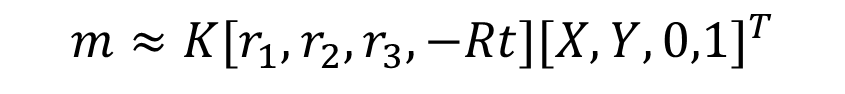 m ≈ K[r₁, r₂, r₃, −Rt][X, Y, 0,1]ᵀ